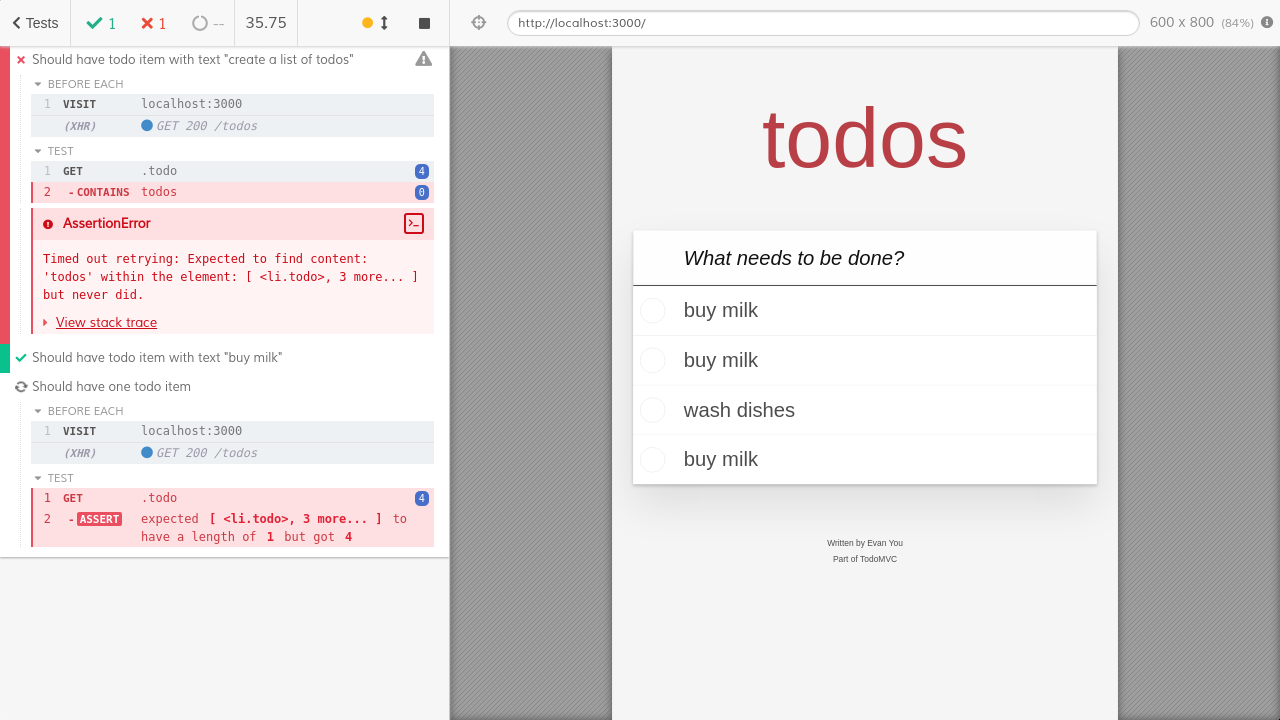 Tests 1 1 -- 35.75
http://localhost:3000/ 600 x 800 (84%)
Should have todo item with text "create a list of todos"
BEFORE EACH
1 VISIT localhost:3000
(XHR) GET 200 /todos
TEST
1 GET .todo 4
2 -CONTAINS todos 0
AssertionError
Timed out retrying: Expected to find content:
'todos' within the element: [ <li.todo>, 3 more... ]
but never did.
View stack trace
Should have todo item with text "buy milk"
Should have one todo item
BEFORE EACH
1 VISIT localhost:3000
(XHR) GET 200 /todos
TEST
1 GET .todo 4
2 -ASSERT expected [ <li.todo>, 3 more... ] to
have a length of 1 but got 4
todos
What needs to be done?
buy milk
buy milk
wash dishes
buy milk
Written by Evan You
Part of TodoMVC